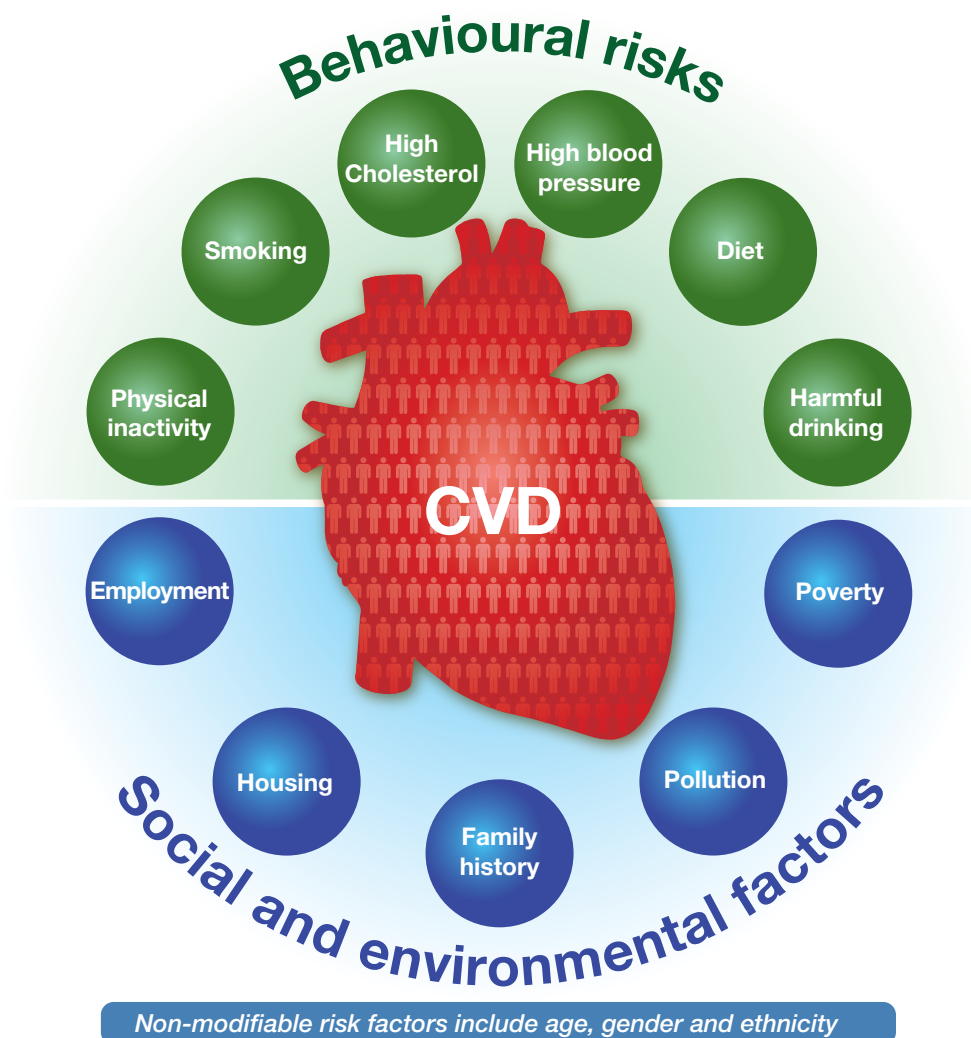 Behavioural risks
High
Cholesterol
High blood
pressure
Smoking
Diet
Physical
inactivity
Harmful
drinking
CVD
Employment
Poverty
Housing
Pollution
Family
history
Social and environmental factors
Non-modifiable risk factors include age, gender and ethnicity